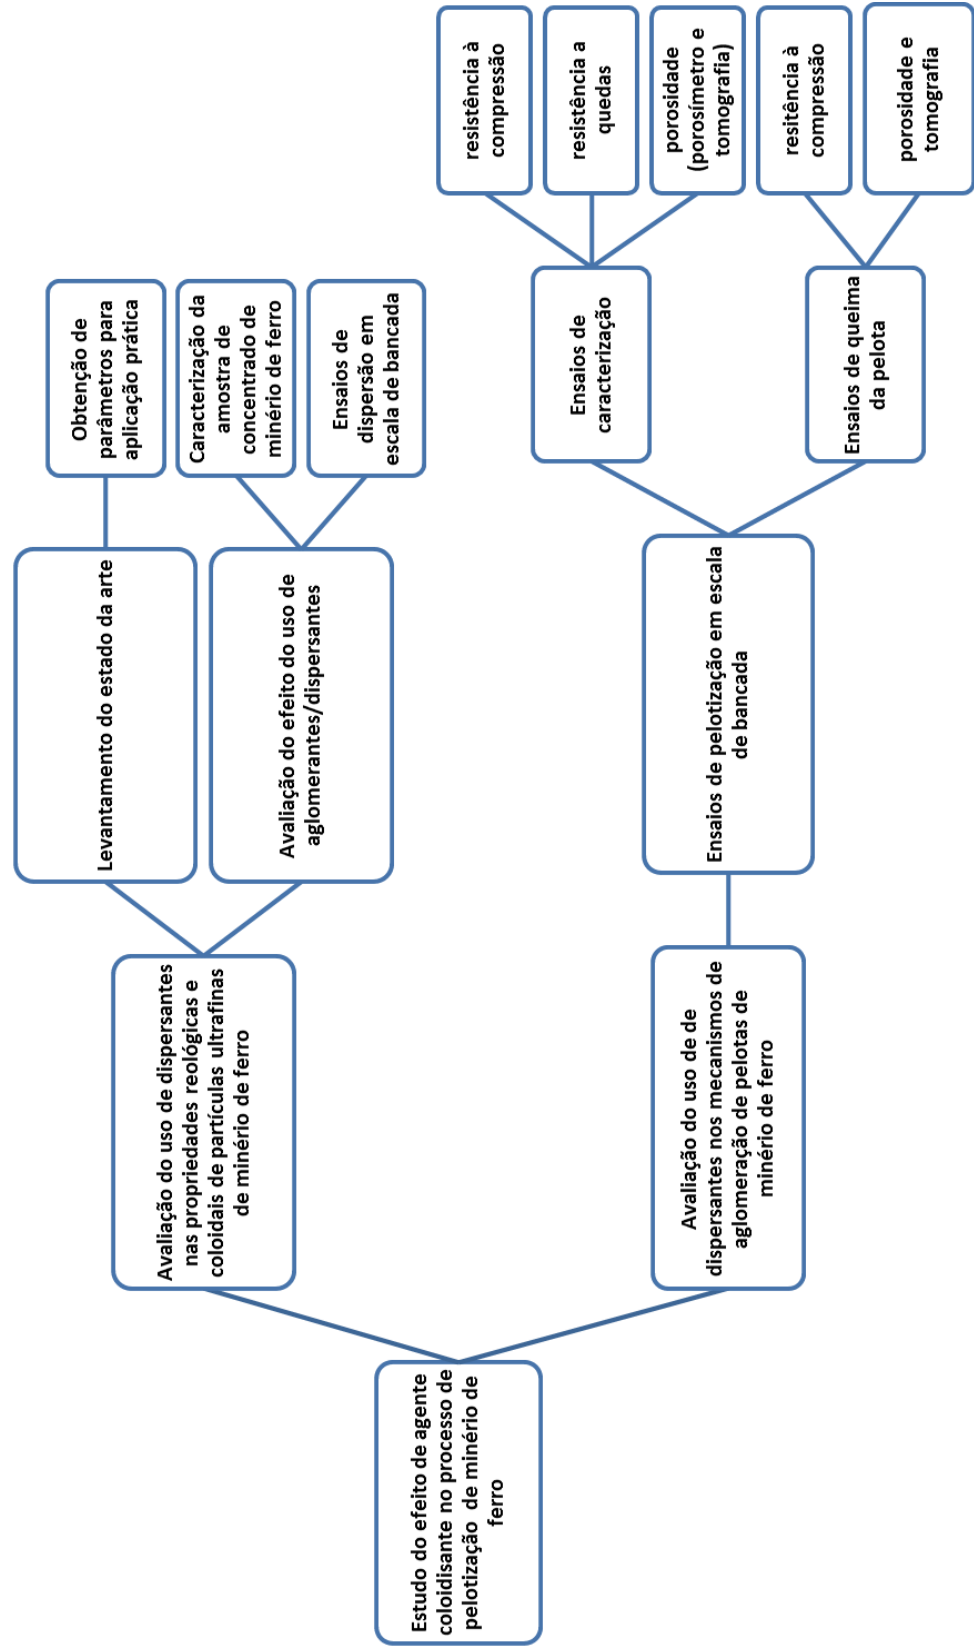 Estudo do efeito de agente
coloidisante no processo de
pelotização de minério de
ferro
Avaliação do uso de dispersantes
nas propriedades reológicas e
coloidais de partículas ultrafinas
de minério de ferro
Levantamento do estado da arte
Obtenção de
parâmetros para
aplicação prática
Avaliação do efeito do uso de
aglomerantes/dispersantes
Caracterização da
amostra de
concentrado de
minério de ferro
Ensaios de
dispersão em
escala de bancada
Avaliação do uso de de
dispersantes nos mecanismos de
aglomeração de pelotas de
minério de ferro
Ensaios de pelotização em escala
de bancada
Ensaios de
caracterização
resistência à
compressão
resistência a
quedas
porosidade
(porosímetro e
tomografia)
Ensaios de queima
da pelota
resitência à
compressão
porosidade e
tomografia